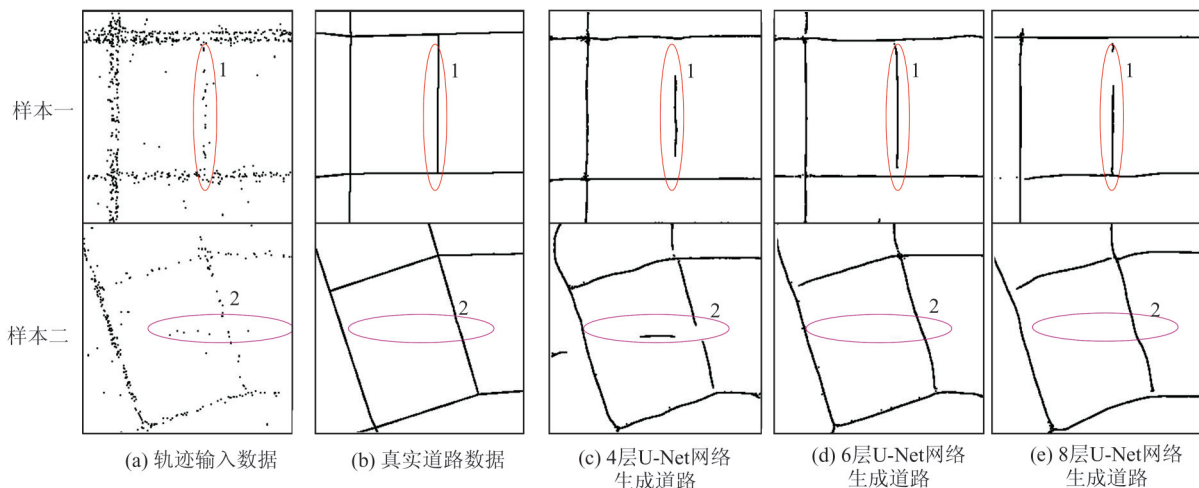 样本一
1
1
1
1
1
样本二
2
2
2
2
2
(a) 轨迹输入数据
(b) 真实道路数据
(c) 4层U-Net网络
生成道路
(d) 6层U-Net网络
生成道路
(e) 8层U-Net网络
生成道路